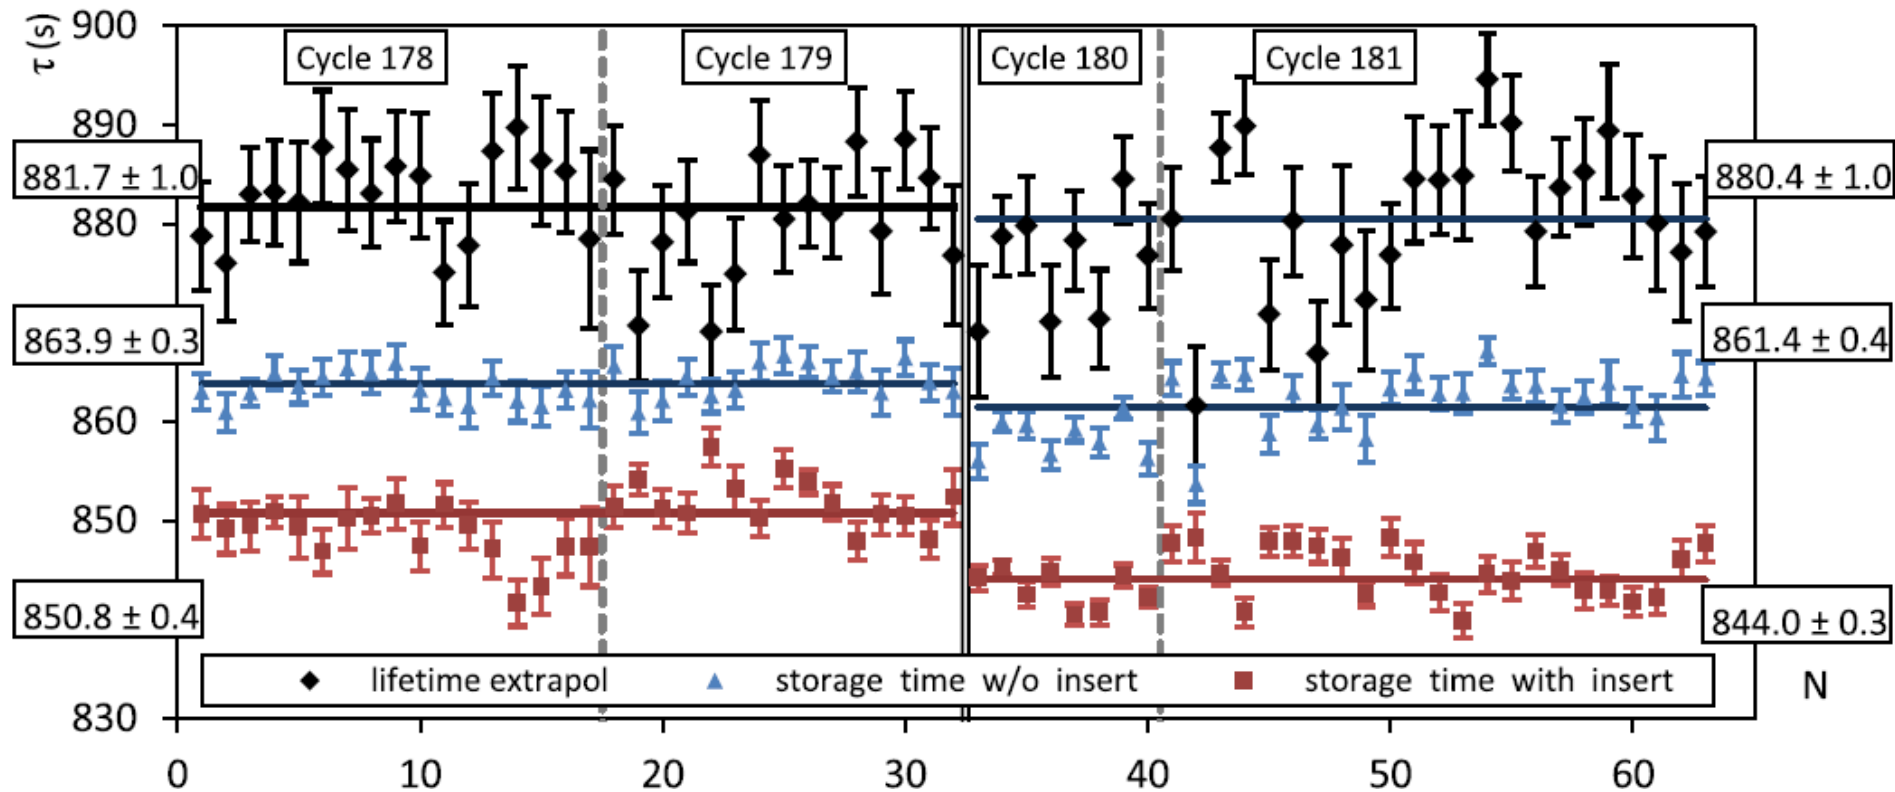 τ (s)
900
890
880
860
850
830
Cycle 178
Cycle 179
Cycle 180
Cycle 181
881.7 ± 1.0
880.4 ± 1.0
863.9 ± 0.3
861.4 ± 0.4
850.8 ± 0.4
844.0 ± 0.3
lifetime extrapol
storage time w/o insert
storage time with insert
N
0 10 20 30 40 50 60